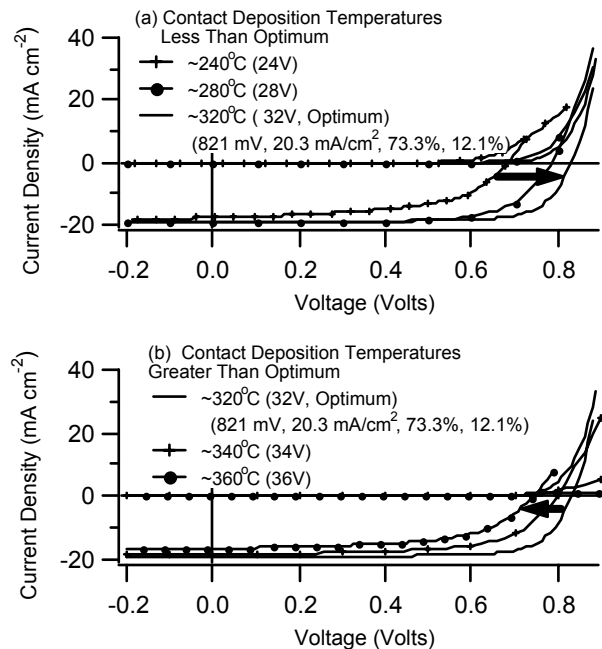 (a) Contact Deposition Temperatures
Less Than Optimum
~240°C (24V)
~280°C (28V)
~320°C ( 32V, Optimum)
(821 mV, 20.3 mA/cm², 73.3%, 12.1%)
Current Density (mA cm⁻²)
40
20
0
-20
-0.2 0.0 0.2 0.4 0.6 0.8
Voltage (Volts)
(b) Contact Deposition Temperatures
Greater Than Optimum
~320°C (32V, Optimum)
(821 mV, 20.3 mA/cm², 73.3%, 12.1%)
~340°C (34V)
~360°C (36V)
Current Density (mA cm⁻²)
40
20
0
-20
-0.2 0.0 0.2 0.4 0.6 0.8
Voltage (Volts)